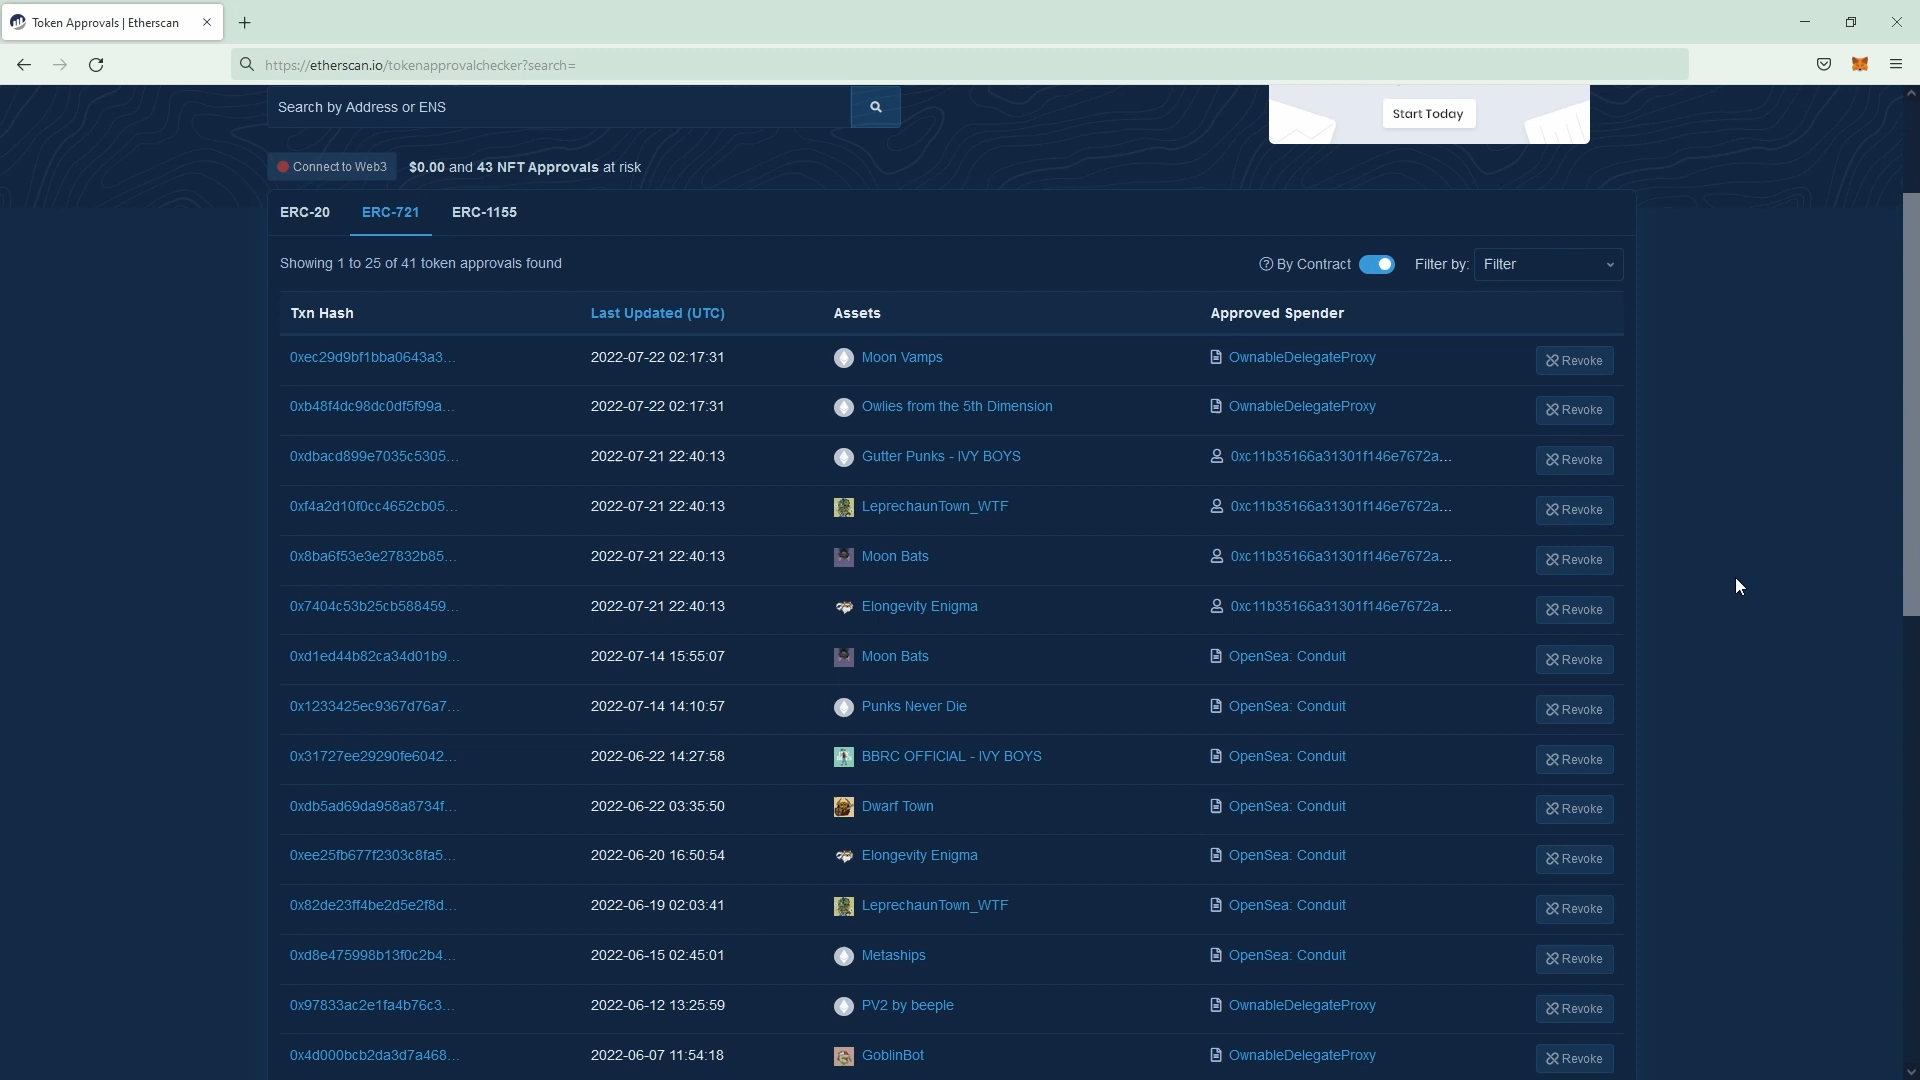 Token Approvals | Etherscan
https://etherscan.io/tokenapprovalchecker?search=
Search by Address or ENS
Start Today
Connect to Web3 $0.00 and 43 NFT Approvals at risk
ERC-20 ERC-721 ERC-1155
Showing 1 to 25 of 41 token approvals found By Contract Filter by: Filter
Txn Hash Last Updated (UTC) Assets Approved Spender
0xec29d9bf1bba0643a3... 2022-07-22 02:17:31 Moon Vamps OwnableDelegateProxy Revoke
0xb48f4dc98dc0df5f99a... 2022-07-22 02:17:31 Owlies from the 5th Dimension OwnableDelegateProxy Revoke
0xdbacd899e7035c5305... 2022-07-21 22:40:13 Gutter Punks - IVY BOYS 0xc11b35166a31301f146e7672a... Revoke
0xf4a2d10f0cc4652cb05... 2022-07-21 22:40:13 LeprechaunTown_WTF 0xc11b35166a31301f146e7672a... Revoke
0x8ba6f53e3e27832b85... 2022-07-21 22:40:13 Moon Bats 0xc11b35166a31301f146e7672a... Revoke
0x7404c53b25cb588459... 2022-07-21 22:40:13 Elongevity Enigma 0xc11b35166a31301f146e7672a... Revoke
0xd1ed44b82ca34d01b9... 2022-07-14 15:55:07 Moon Bats OpenSea: Conduit Revoke
0x1233425ec9367d76a7... 2022-07-14 14:10:57 Punks Never Die OpenSea: Conduit Revoke
0x31727ee29290fe6042... 2022-06-22 14:27:58 BBRC OFFICIAL - IVY BOYS OpenSea: Conduit Revoke
0xdb5ad69da958a8734f... 2022-06-22 03:35:50 Dwarf Town OpenSea: Conduit Revoke
0xee25fb677f2303c8fa5... 2022-06-20 16:50:54 Elongevity Enigma OpenSea: Conduit Revoke
0x82de23ff4be2d5e2f8d... 2022-06-19 02:03:41 LeprechaunTown_WTF OpenSea: Conduit Revoke
0xd8e475998b13f0c2b4... 2022-06-15 02:45:01 Metaships OpenSea: Conduit Revoke
0x97833ac2e1fa4b76c3... 2022-06-12 13:25:59 PV2 by beeple OwnableDelegateProxy Revoke
0x4d000bcb2da3d7a468... 2022-06-07 11:54:18 GoblinBot OwnableDelegateProxy Revoke